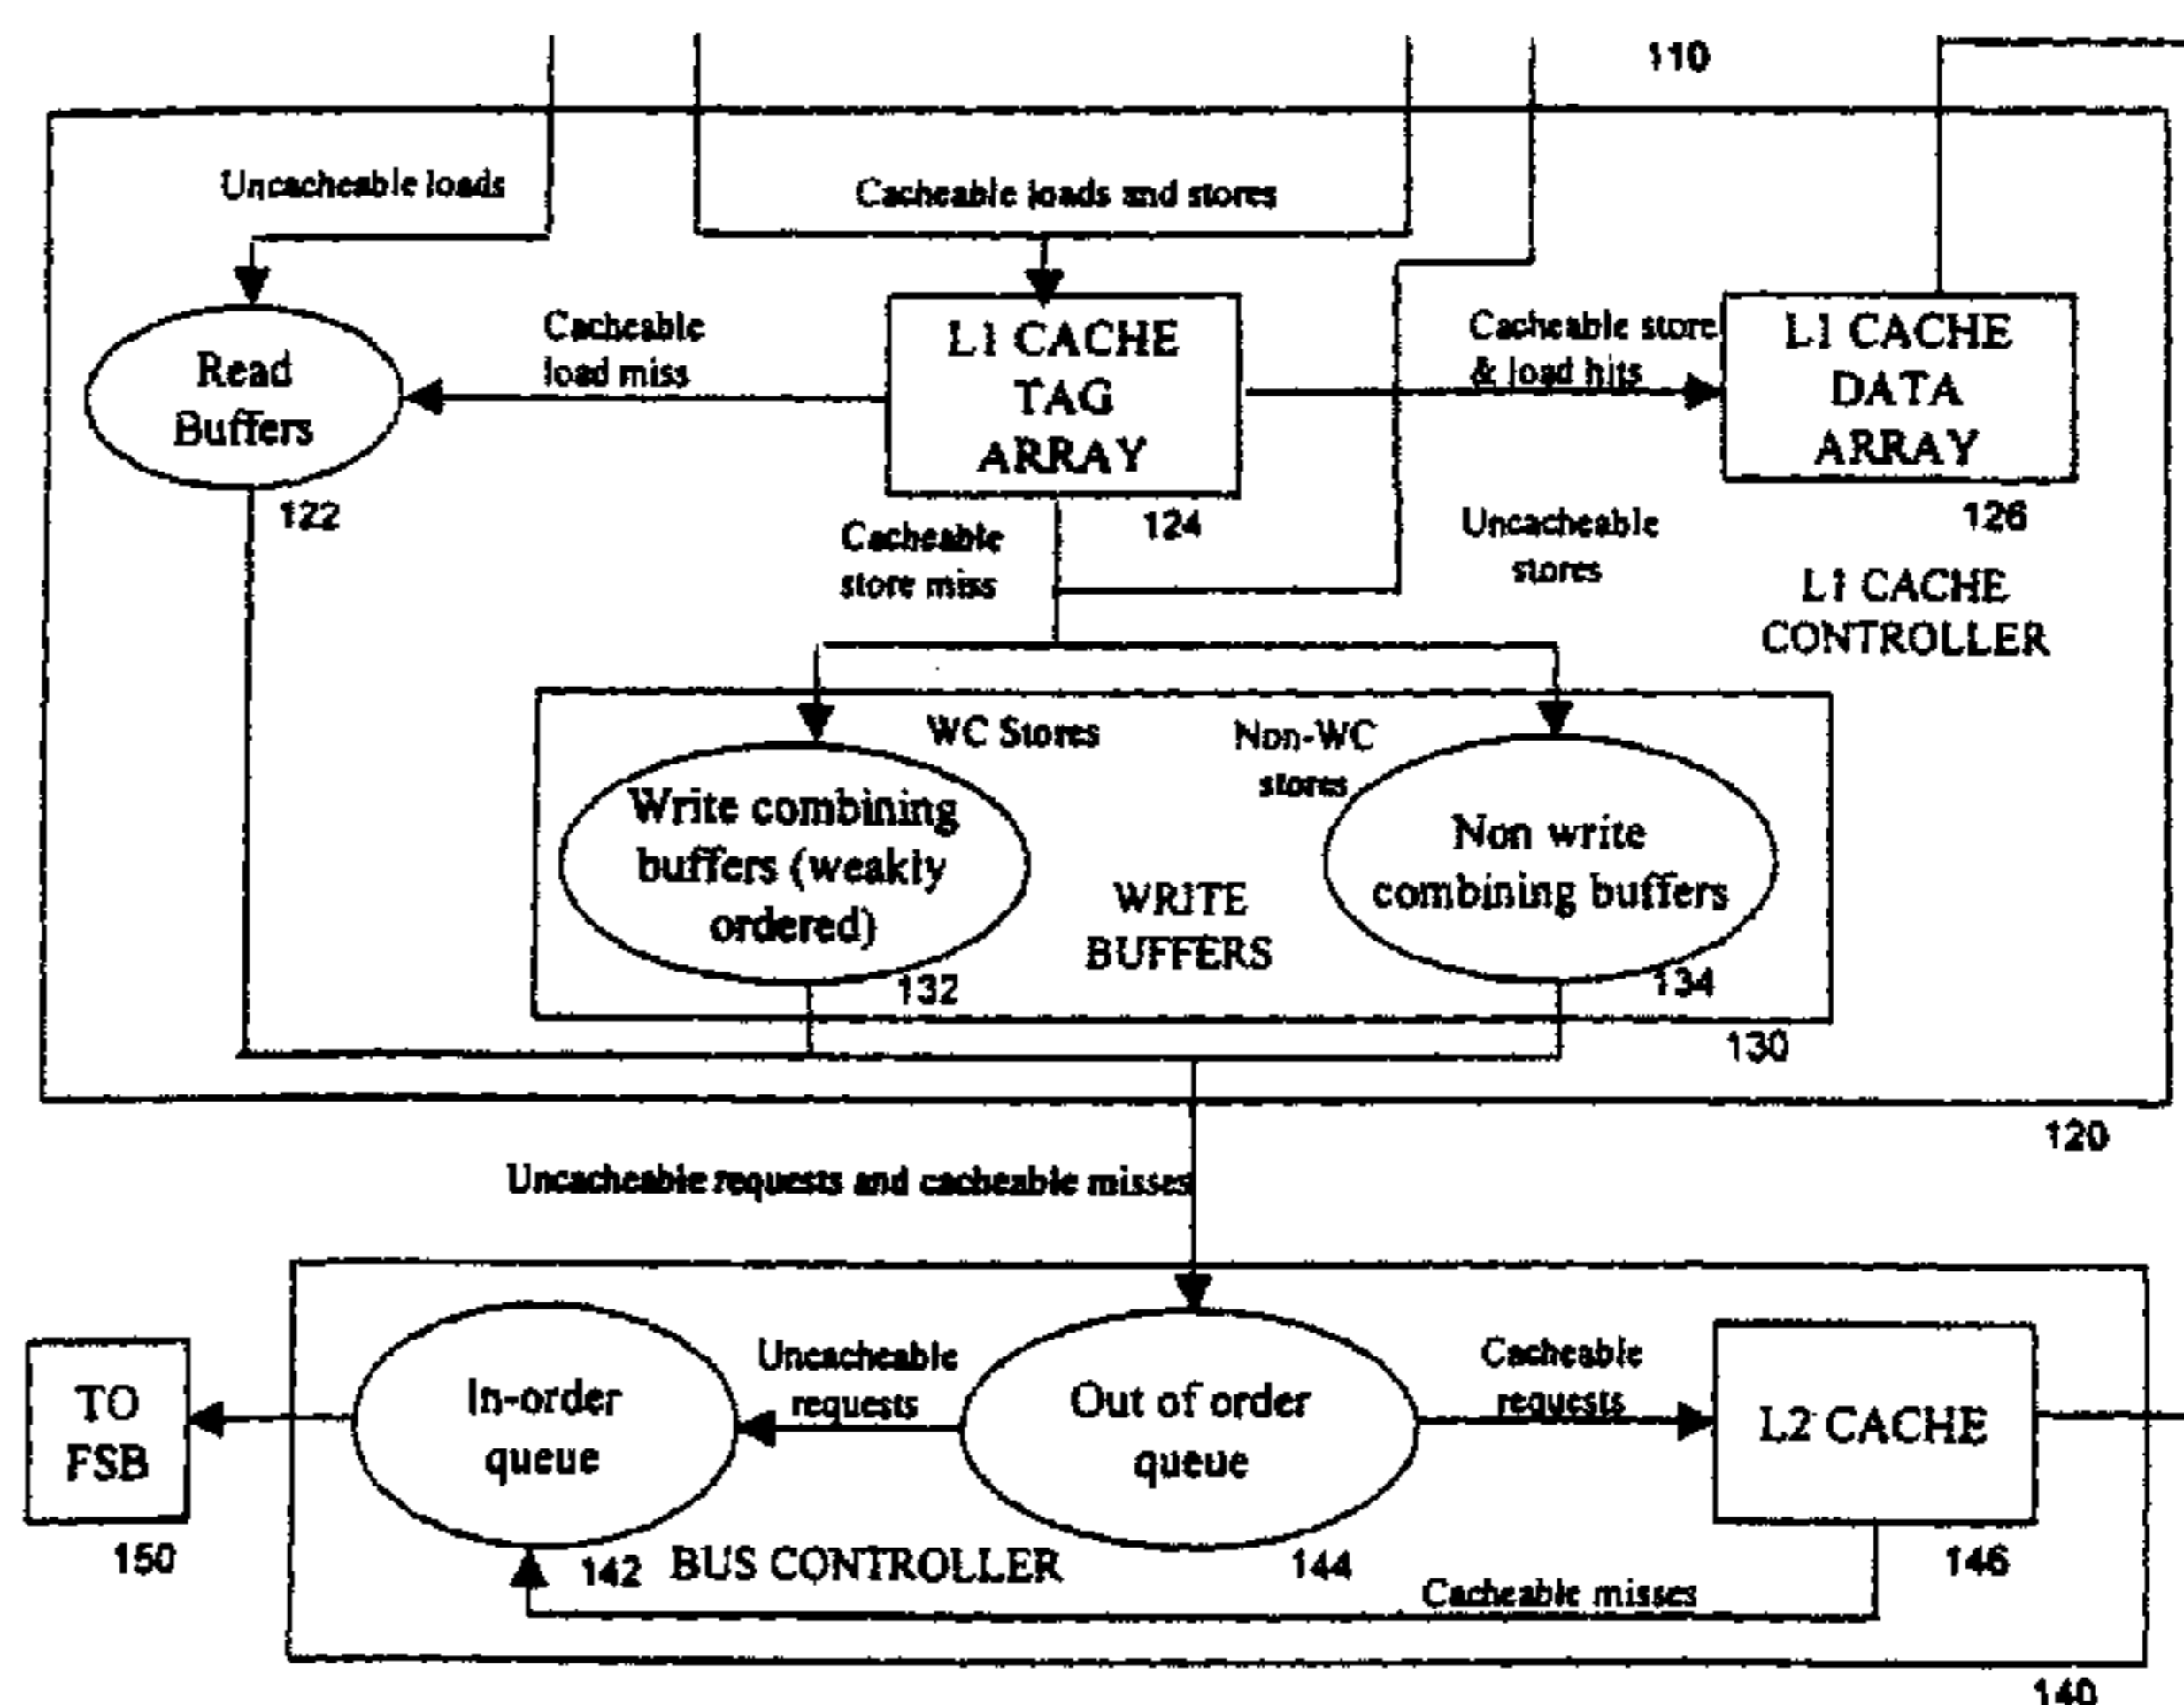 110
Uncacheable loads
Cacheable loads and stores
Read
Buffers
122
Cacheable
load miss
L1 CACHE
TAG
ARRAY
124
Cacheable store
& load hits
L1 CACHE
DATA
ARRAY
126
Cacheable
store miss
Uncacheable
stores
L1 CACHE
CONTROLLER
WC Stores
Non-WC
stores
Write combining
buffers (weakly
ordered)
132
WRITE
BUFFERS
Non write
combining buffers
134
130
120
Uncacheable requests and cacheable misses
TO
FSB
150
In-order
queue
142
Uncacheable
requests
Out of order
queue
144
Cacheable
requests
L2 CACHE
146
BUS CONTROLLER
Cacheable misses
140